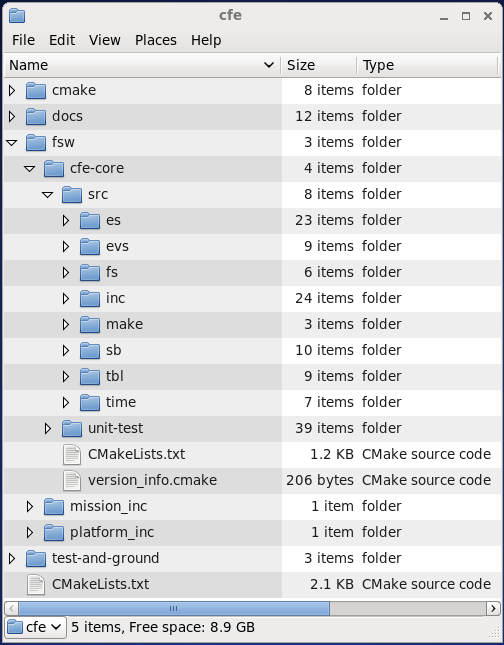 cfe
File Edit View Places Help
Name Size Type
cmake 8 items folder
docs 12 items folder
fsw 3 items folder
cfe-core 4 items folder
src 8 items folder
es 23 items folder
evs 9 items folder
fs 6 items folder
inc 24 items folder
make 3 items folder
sb 10 items folder
tbl 9 items folder
time 7 items folder
unit-test 39 items folder
CMakeLists.txt 1.2 KB CMake source code
version_info.cmake 206 bytes CMake source code
mission_inc 1 item folder
platform_inc 1 item folder
test-and-ground 3 items folder
CMakeLists.txt 2.1 KB CMake source code
cfe 5 items, Free space: 8.9 GB